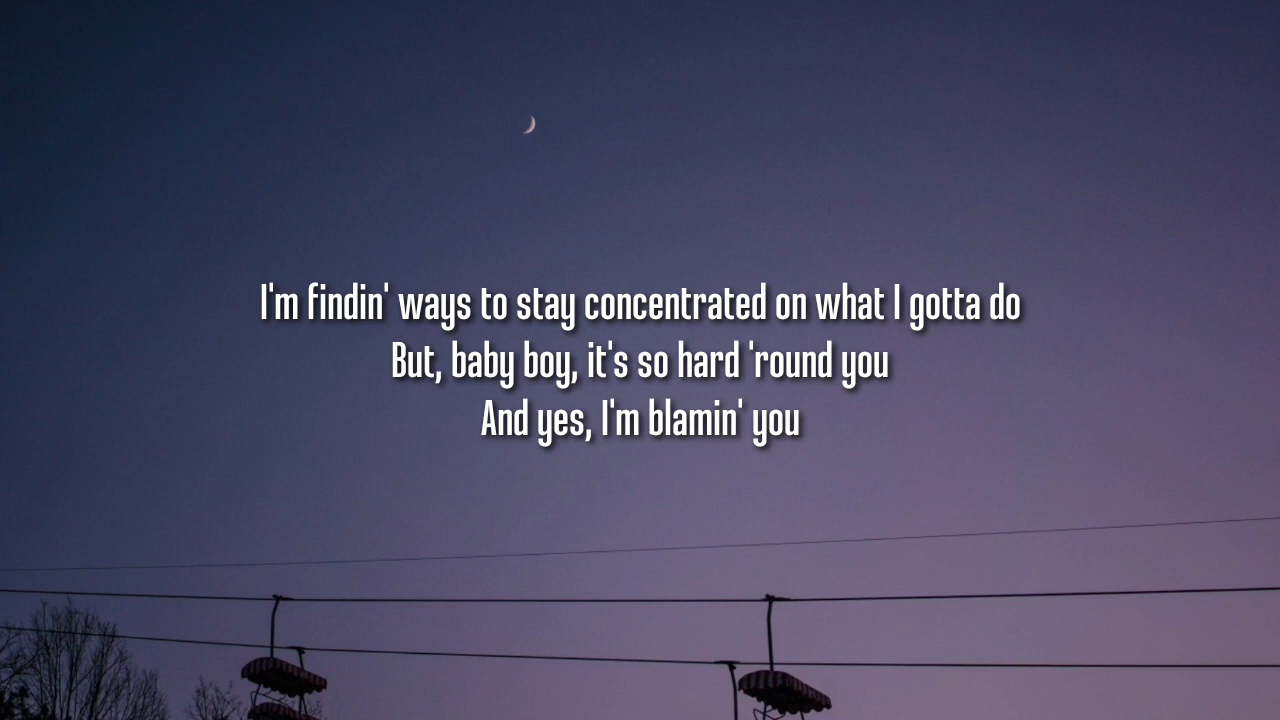 I'm findin' ways to stay concentrated on what I gotta do
But, baby boy, it's so hard 'round you
And yes, I'm blamin' you